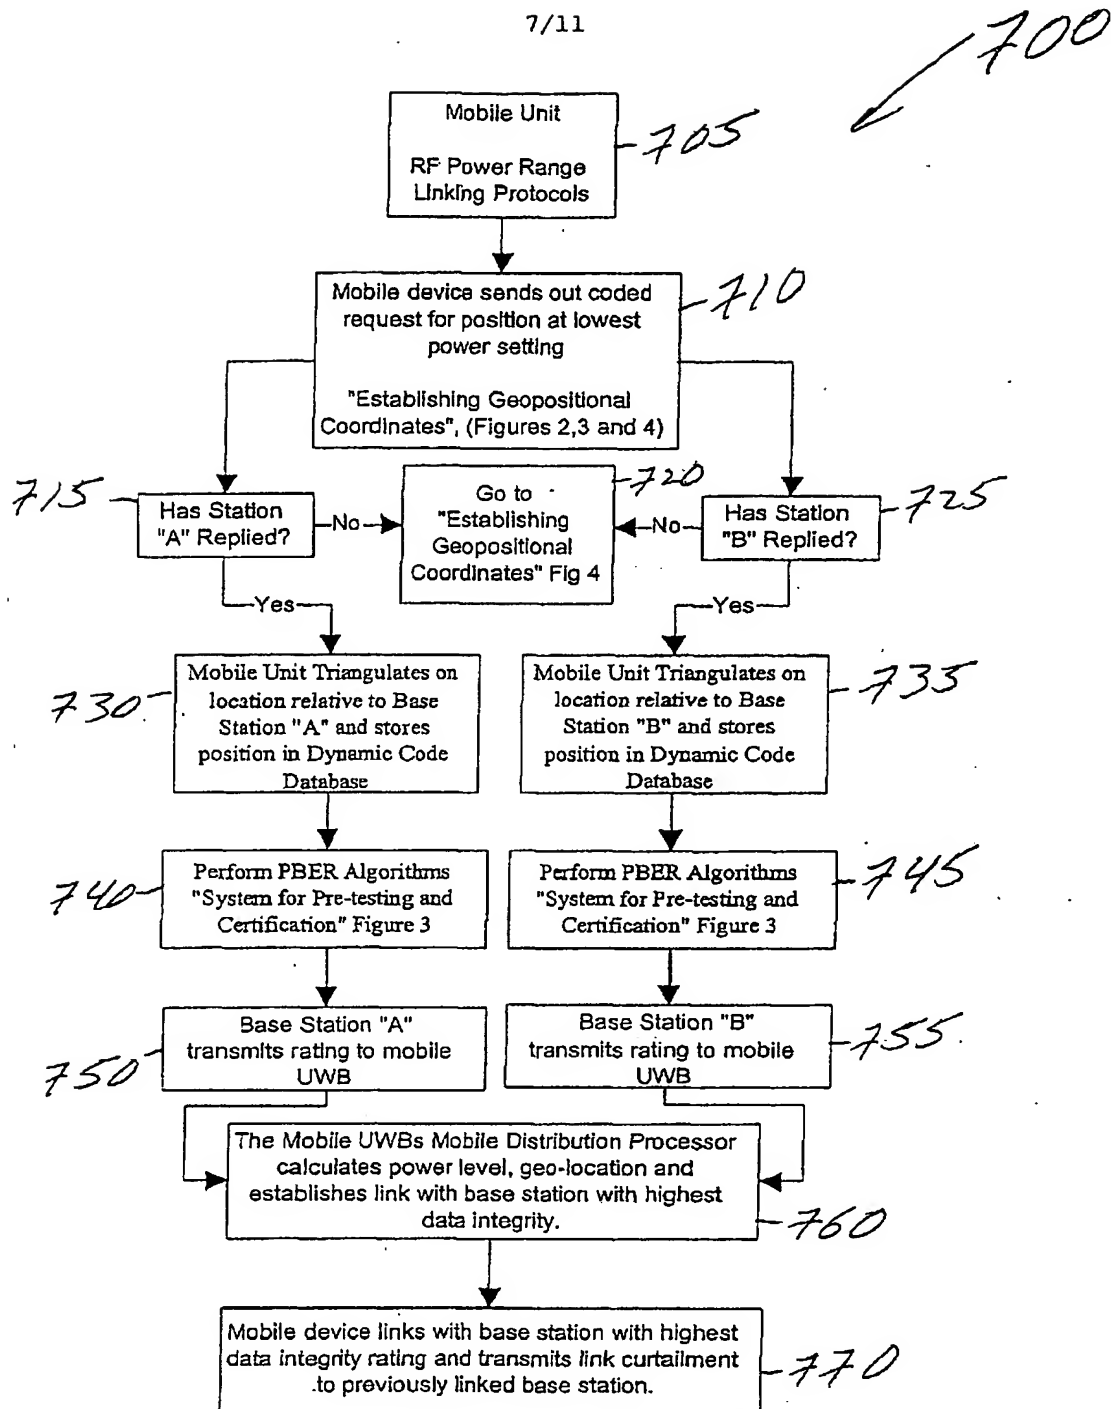 7/11
700
Mobile Unit
RF Power Range
Linking Protocols
705
Mobile device sends out coded
request for position at lowest
power setting
"Establishing Geopositional
Coordinates", (Figures 2,3 and 4)
710
715
Has Station
"A" Replied?
No
Go to
"Establishing
Geopositional
Coordinates" Fig 4
720
No
Has Station
"B" Replied?
725
Yes
Yes
730
Mobile Unit Triangulates on
location relative to Base
Station "A" and stores
position in Dynamic Code
Database
Mobile Unit Triangulates on
location relative to Base
Station "B" and stores
position in Dynamic Code
Database
735
740
Perform PBER Algorithms
"System for Pre-testing and
Certification" Figure 3
Perform PBER Algorithms
"System for Pre-testing and
Certification" Figure 3
745
750
Base Station "A"
transmits rating to mobile
UWB
Base Station "B"
transmits rating to mobile
UWB
755
The Mobile UWBs Mobile Distribution Processor
calculates power level, geo-location and
establishes link with base station with highest
data integrity.
760
Mobile device links with base station with highest
data integrity rating and transmits link curtailment
to previously linked base station.
770